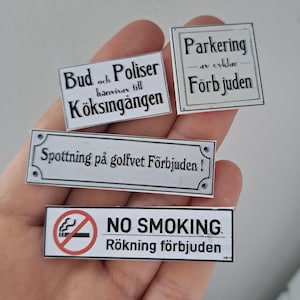 Bud och Poliser
hänvisas till
Köksingången
Parkering
av cyklar
Förbjuden
Spottning på golfvet Förbjuden!
NO SMOKING
Rökning förbjuden